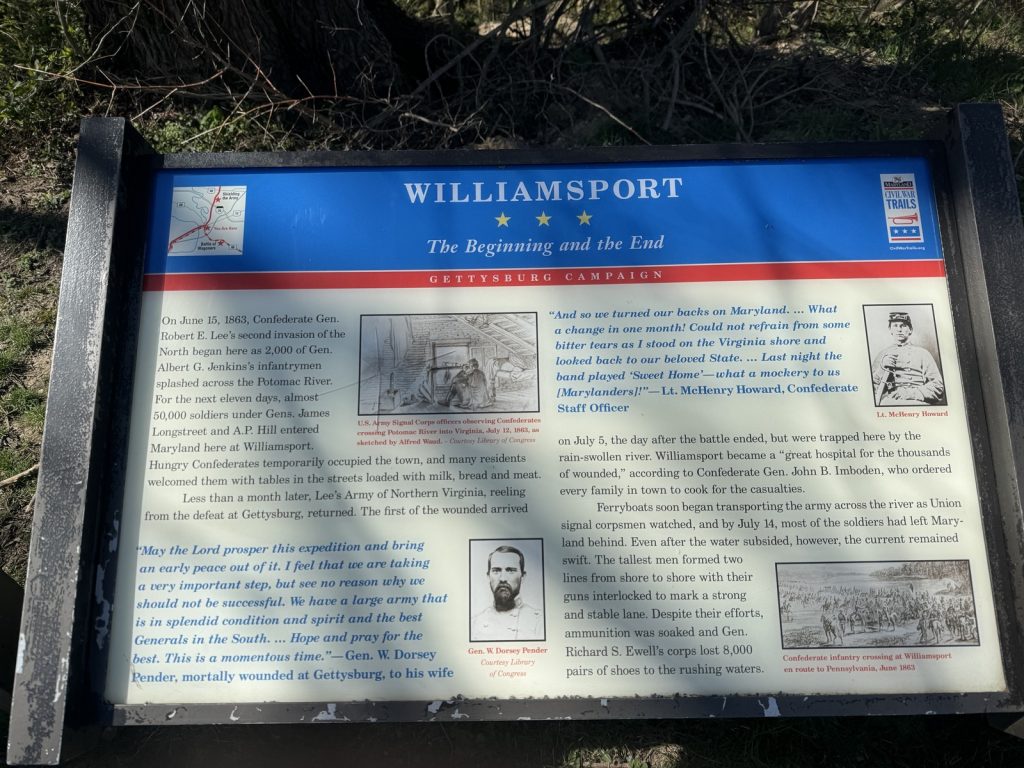 WILLIAMSPORT
The Beginning and the End
GETTYSBURG CAMPAIGN
Shielding
the Army
You Are Here
Battle of
Wagoners
MARYLAND
CIVIL WAR
TRAILS
CivilWarTrails.org
On June 15, 1863, Confederate Gen.
Robert E. Lee's second invasion of the
North began here as 2,000 of Gen.
Albert G. Jenkins's infantrymen
splashed across the Potomac River.
For the next eleven days, almost
50,000 soldiers under Gens. James
Longstreet and A.P. Hill entered
Maryland here at Williamsport.
Hungry Confederates temporarily occupied the town, and many residents
welcomed them with tables in the streets loaded with milk, bread and meat.
Less than a month later, Lee's Army of Northern Virginia, reeling
from the defeat at Gettysburg, returned. The first of the wounded arrived
U.S. Army Signal Corps officers observing Confederates
crossing Potomac River into Virginia, July 12, 1863, as
sketched by Alfred Waud. - Courtesy Library of Congress
"May the Lord prosper this expedition and bring
an early peace out of it. I feel that we are taking
a very important step, but see no reason why we
should not be successful. We have a large army that
is in splendid condition and spirit and the best
Generals in the South. ... Hope and pray for the
best. This is a momentous time."—Gen. W. Dorsey
Pender, mortally wounded at Gettysburg, to his wife
Gen. W. Dorsey Pender
Courtesy Library
of Congress
"And so we turned our backs on Maryland. ... What
a change in one month! Could not refrain from some
bitter tears as I stood on the Virginia shore and
looked back to our beloved State. ... Last night the
band played 'Sweet Home'—what a mockery to us
[Marylanders]!"—Lt. McHenry Howard, Confederate
Staff Officer
Lt. McHenry Howard
on July 5, the day after the battle ended, but were trapped here by the
rain-swollen river. Williamsport became a "great hospital for the thousands
of wounded," according to Confederate Gen. John B. Imboden, who ordered
every family in town to cook for the casualties.
Ferryboats soon began transporting the army across the river as Union
signal corpsmen watched, and by July 14, most of the soldiers had left Mary-
land behind. Even after the water subsided, however, the current remained
swift. The tallest men formed two
lines from shore to shore with their
guns interlocked to mark a strong
and stable lane. Despite their efforts,
ammunition was soaked and Gen.
Richard S. Ewell's corps lost 8,000
pairs of shoes to the rushing waters.
Confederate infantry crossing at Williamsport
en route to Pennsylvania, June 1863